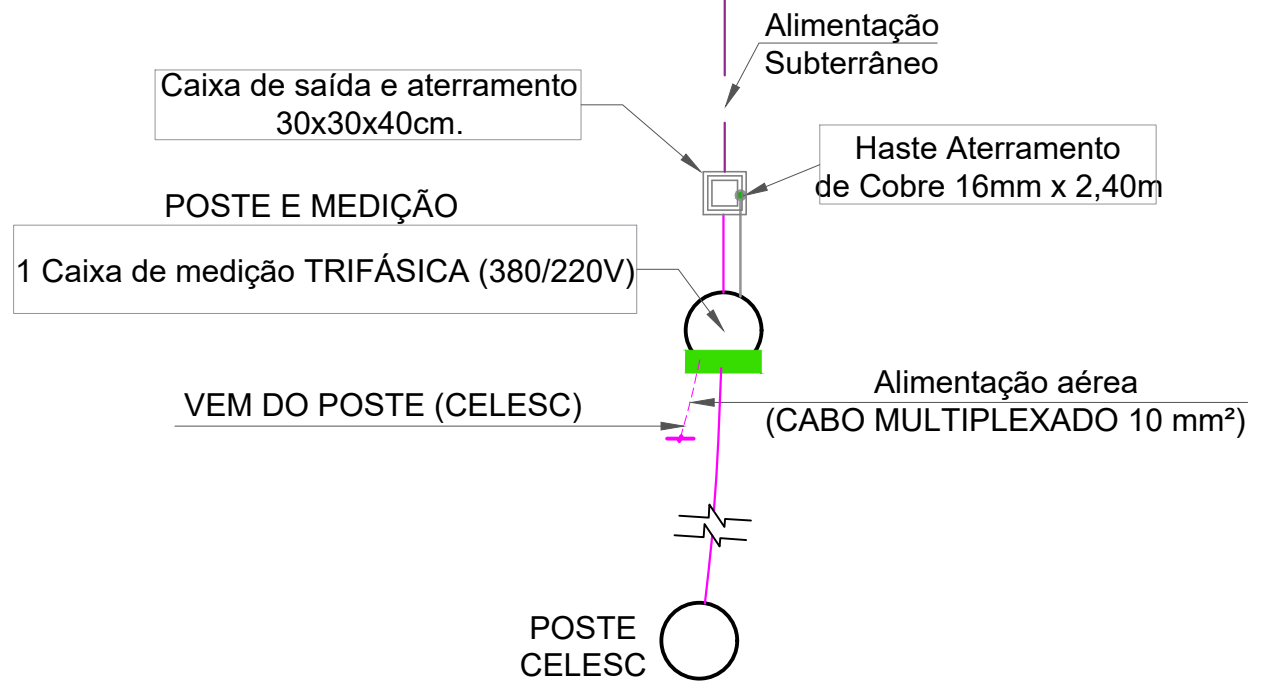 Alimentação
Subterrâneo
Caixa de saída e aterramento
30x30x40cm.
Haste Aterramento
de Cobre 16mm x 2,40m
POSTE E MEDIÇÃO
1 Caixa de medição TRIFÁSICA (380/220V)
VEM DO POSTE (CELESC)
Alimentação aérea
(CABO MULTIPLEXADO 10 mm²)
POSTE
CELESC